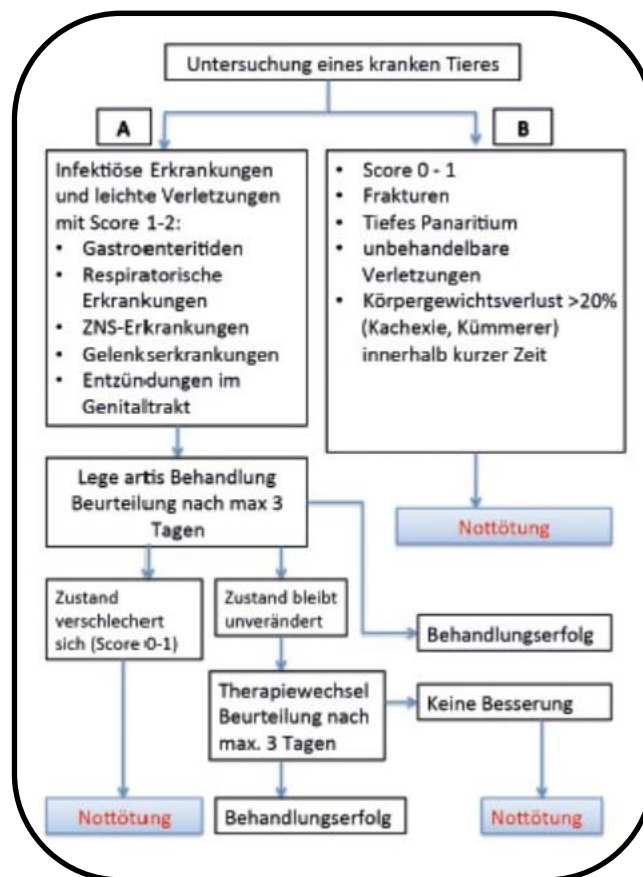 Untersuchung eines kranken Tieres
A
Infektiöse Erkrankungen
und leichte Verletzungen
mit Score 1-2:
• Gastroenteritiden
• Respiratorische
Erkrankungen
• ZNS-Erkrankungen
• Gelenkserkrankungen
• Entzündungen im
Genitaltrakt
B
• Score 0 - 1
• Frakturen
• Tiefes Panaritium
• unbehandelbare
Verletzungen
• Körpergewichtsverlust >20%
(Kachexie, Kümmerer)
innerhalb kurzer Zeit
Nottötung
Lege artis Behandlung
Beurteilung nach max 3
Tagen
Zustand
verschlechert
sich (Score 0-1)
Zustand bleibt
unverändert
Behandlungserfolg
Therapiewechsel
Beurteilung nach
max. 3 Tagen
Keine Besserung
Nottötung
Behandlungserfolg
Nottötung